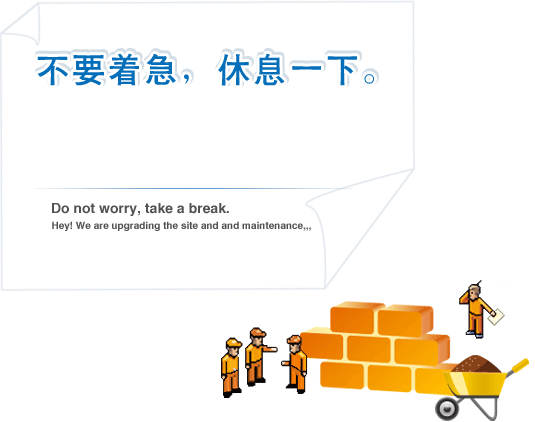 不要着急，休息一下。
Do not worry, take a break.
Hey! We are upgrading the site and and maintenance,,,